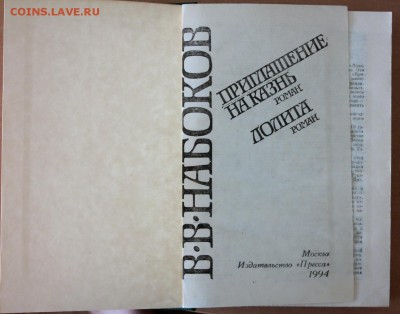 COINS.LAVE.RU
В·В·НАБОКОВ
ПРИГЛАШЕНИЕ
НА КАЗНЬ
РОМАН
ЛОЛИТА
РОМАН
Москва
Издательство «Пресса»
1994